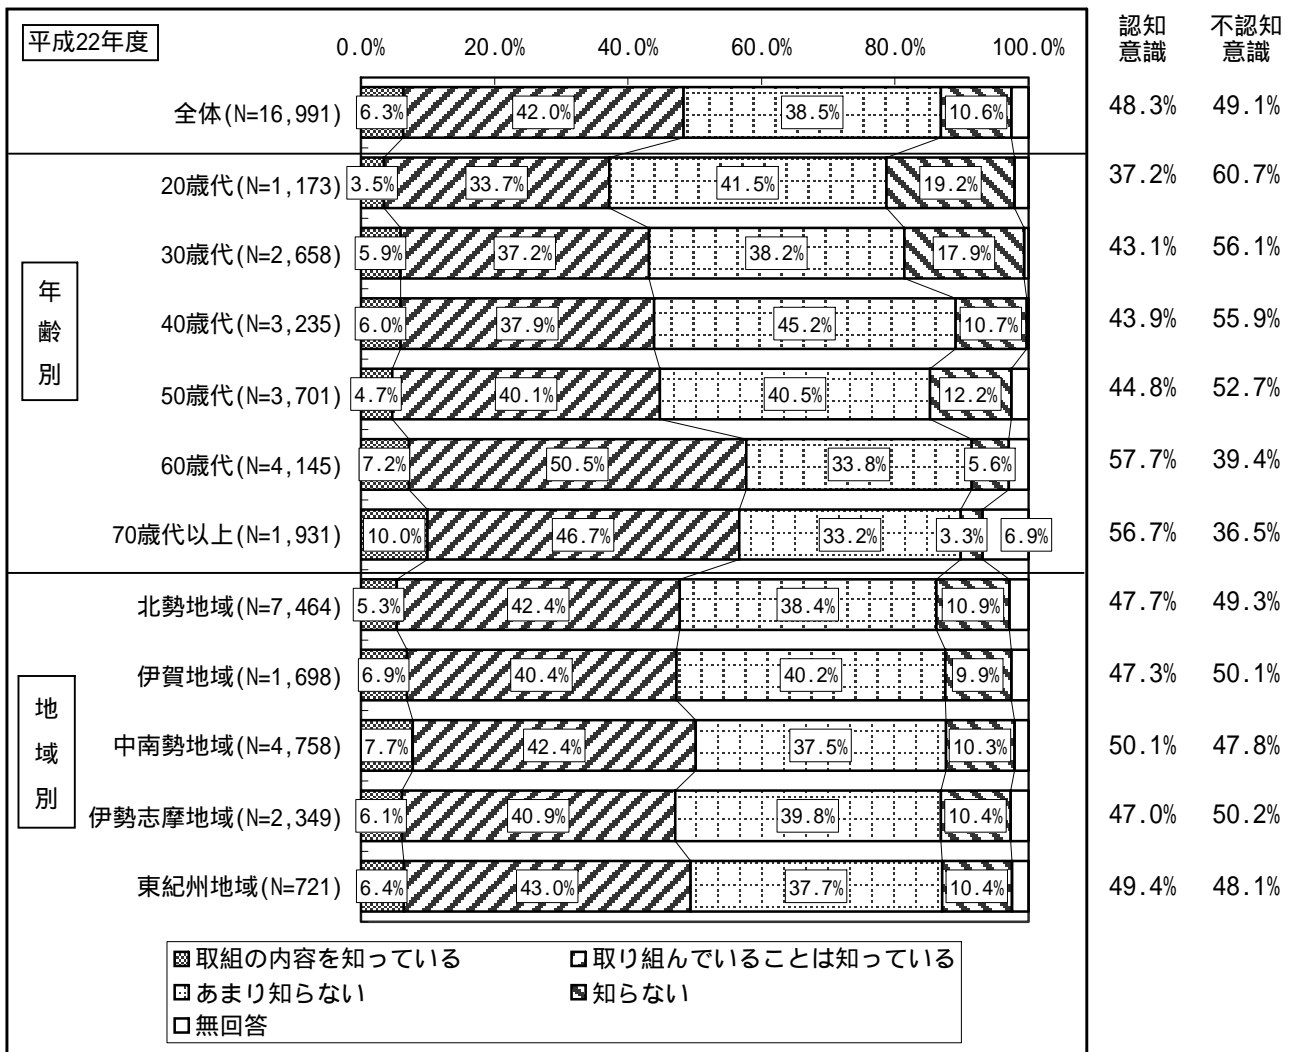 平成22年度
0.0% 20.0% 40.0% 60.0% 80.0% 100.0%
認知意識 不認知意識
全体(N=16,991) 6.3% 42.0% 38.5% 10.6% 48.3% 49.1%
年齢別
20歳代(N=1,173) 3.5% 33.7% 41.5% 19.2% 37.2% 60.7%
30歳代(N=2,658) 5.9% 37.2% 38.2% 17.9% 43.1% 56.1%
40歳代(N=3,235) 6.0% 37.9% 45.2% 10.7% 43.9% 55.9%
50歳代(N=3,701) 4.7% 40.1% 40.5% 12.2% 44.8% 52.7%
60歳代(N=4,145) 7.2% 50.5% 33.8% 5.6% 57.7% 39.4%
70歳代以上(N=1,931) 10.0% 46.7% 33.2% 3.3% 6.9% 56.7% 36.5%
地域別
北勢地域(N=7,464) 5.3% 42.4% 38.4% 10.9% 47.7% 49.3%
伊賀地域(N=1,698) 6.9% 40.4% 40.2% 9.9% 47.3% 50.1%
中南勢地域(N=4,758) 7.7% 42.4% 37.5% 10.3% 50.1% 47.8%
伊勢志摩地域(N=2,349) 6.1% 40.9% 39.8% 10.4% 47.0% 50.2%
東紀州地域(N=721) 6.4% 43.0% 37.7% 10.4% 49.4% 48.1%
取組の内容を知っている 取り組んでいることは知っている
あまり知らない 知らない
無回答